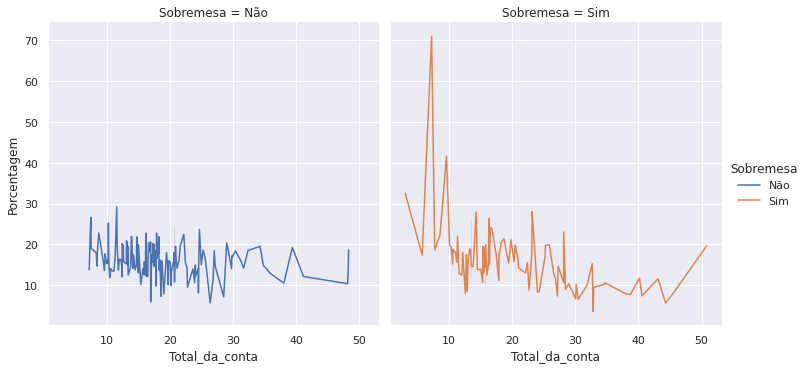 Sobremesa = Não
Sobremesa = Sim
70
60
50
40
30
20
10
Porcentagem
10 20 30 40 50
10 20 30 40 50
Total_da_conta
Total_da_conta
Sobremesa
Não
Sim